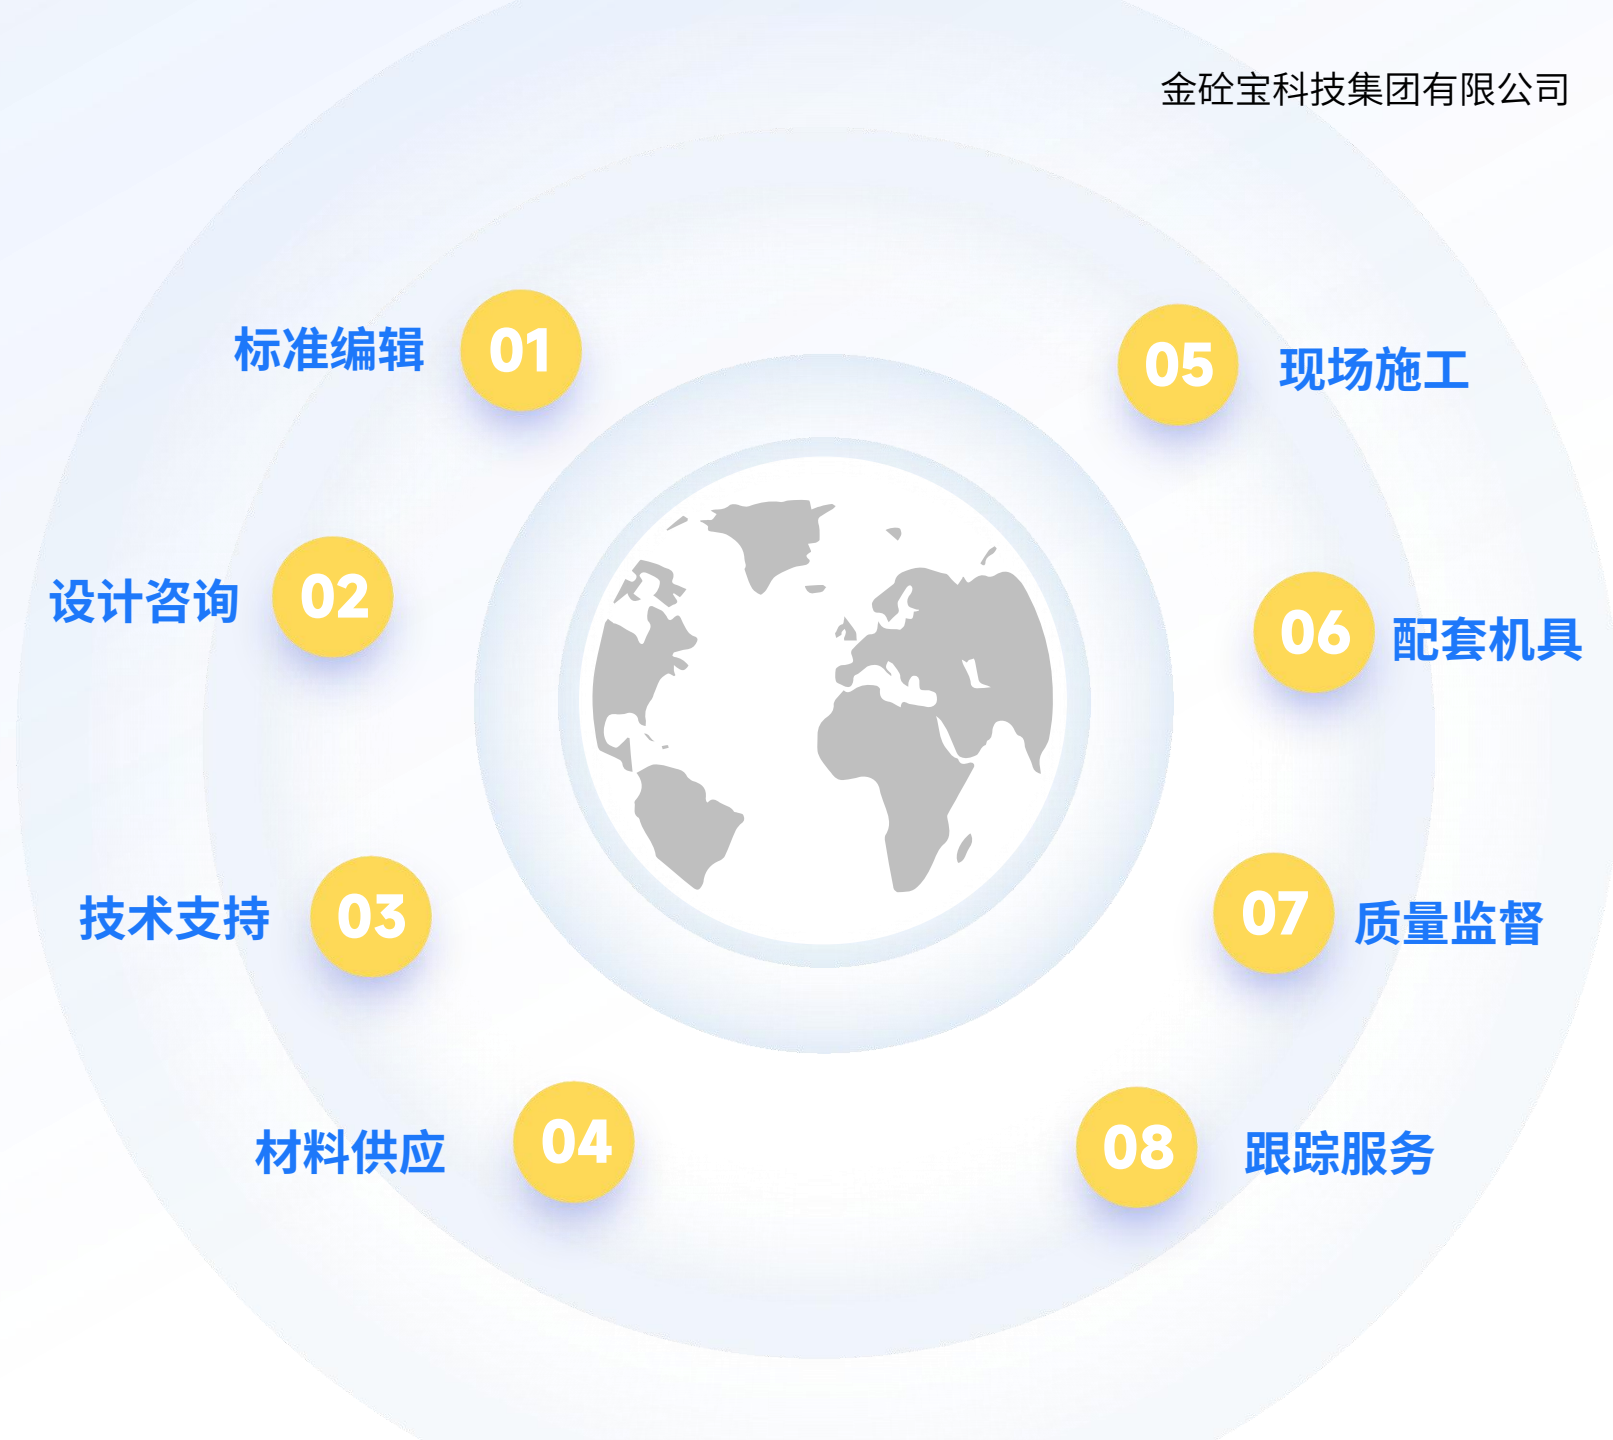 金砼宝科技集团有限公司
01
标准编辑
02
设计咨询
03
技术支持
04
材料供应
05
现场施工
06
配套机具
07
质量监督
08
跟踪服务